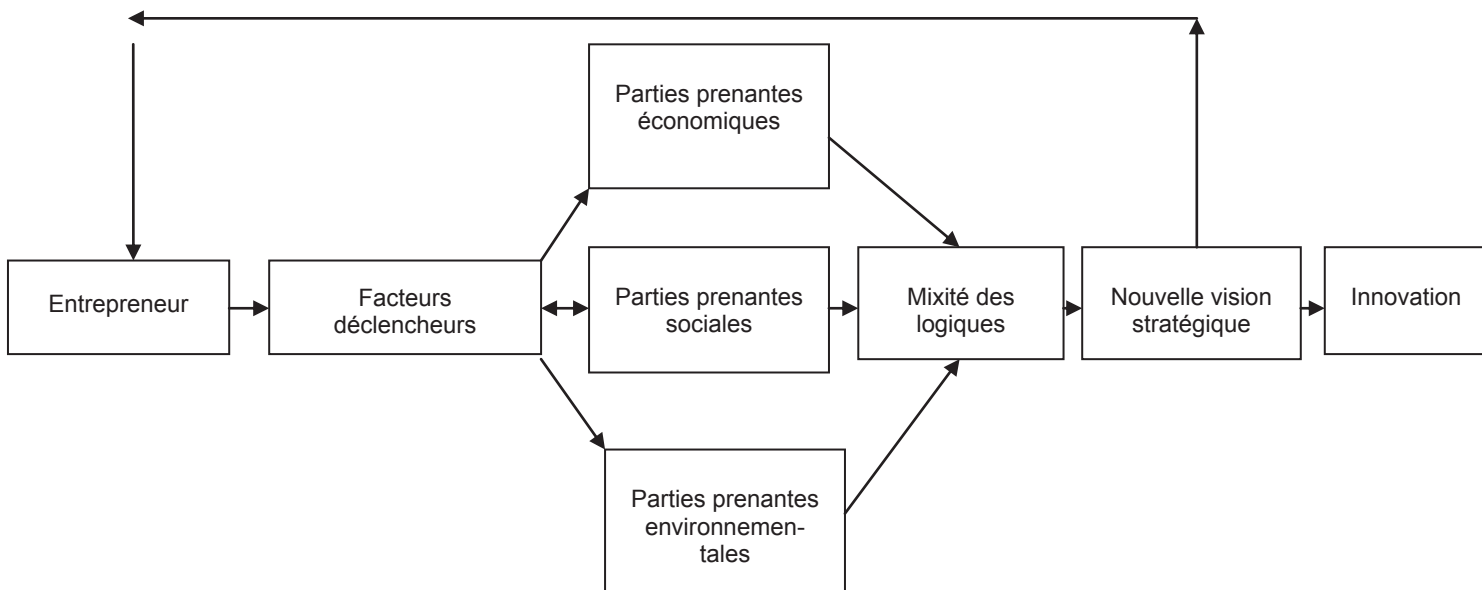 Parties prenantes
économiques
Entrepreneur
Facteurs
déclencheurs
Parties prenantes
sociales
Mixité des
logiques
Nouvelle vision
stratégique
Innovation
Parties prenantes
environnemen-
tales